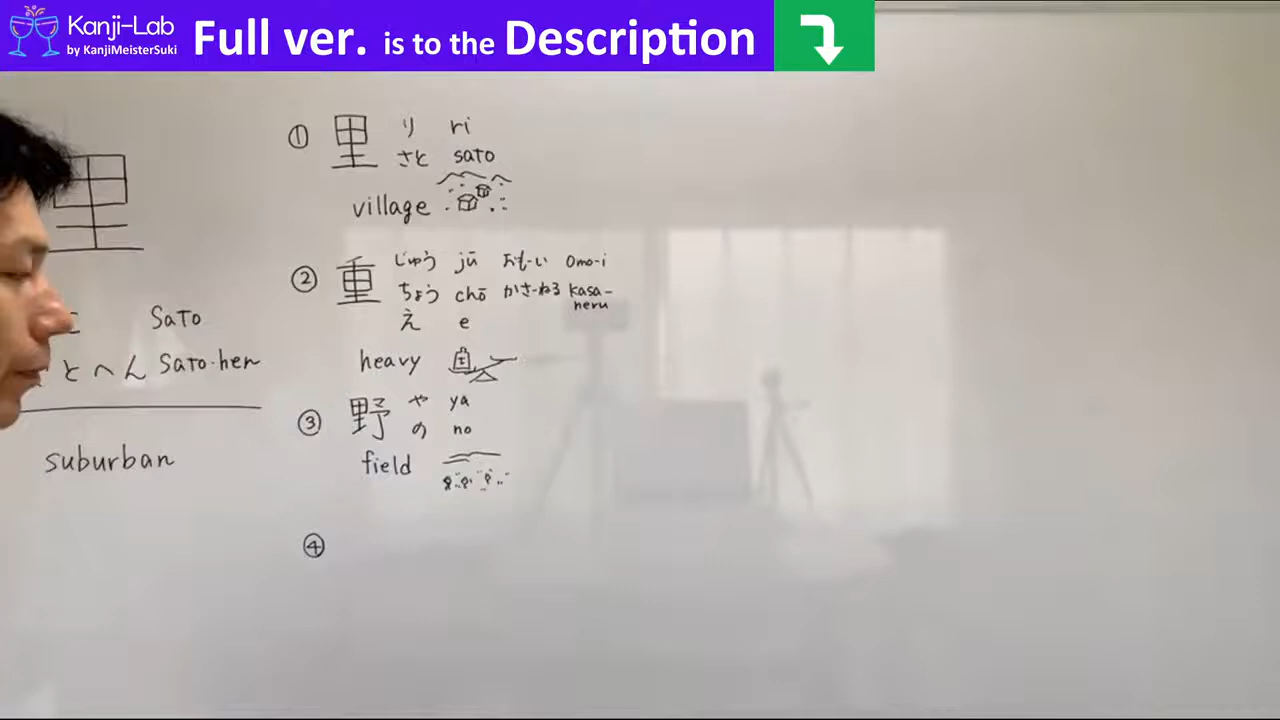 Kanji-Lab
by KanjiMeisterSuki
Full ver. is to the Description
里
Sato
とへん Sato-hen
suburban
① 里 り ri
さと sato
village
② 重 じゅう jū おも-い Omo-i
ちょう chō かさ-ねる kasa-neru
え e
heavy
③ 野 や ya
の no
field
④